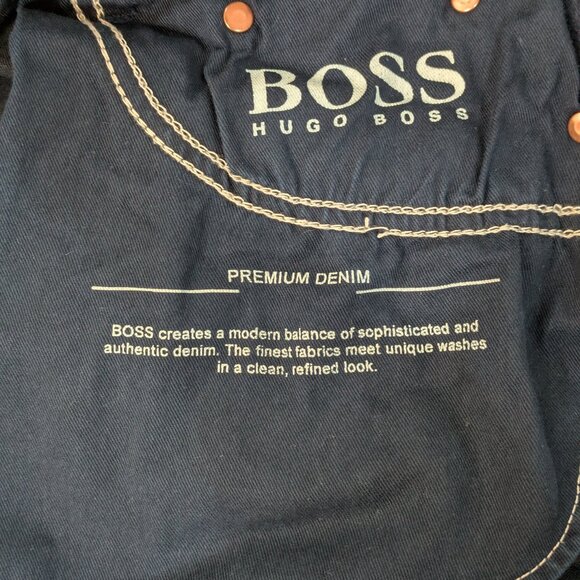 BOSS
HUGO BOSS
PREMIUM DENIM
BOSS creates a modern balance of sophisticated and
authentic denim. The finest fabrics meet unique washes
in a clean, refined look.